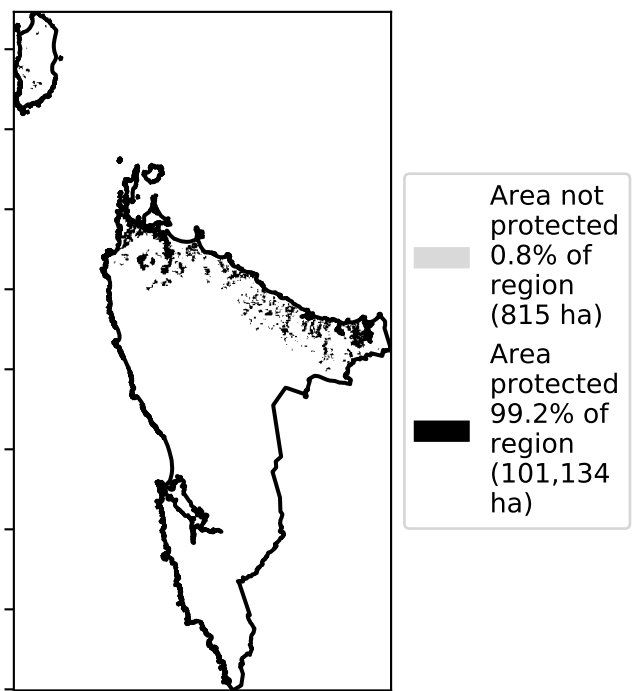 Area not
protected
0.8% of
region
(815 ha)
Area
protected
99.2% of
region
(101,134
ha)